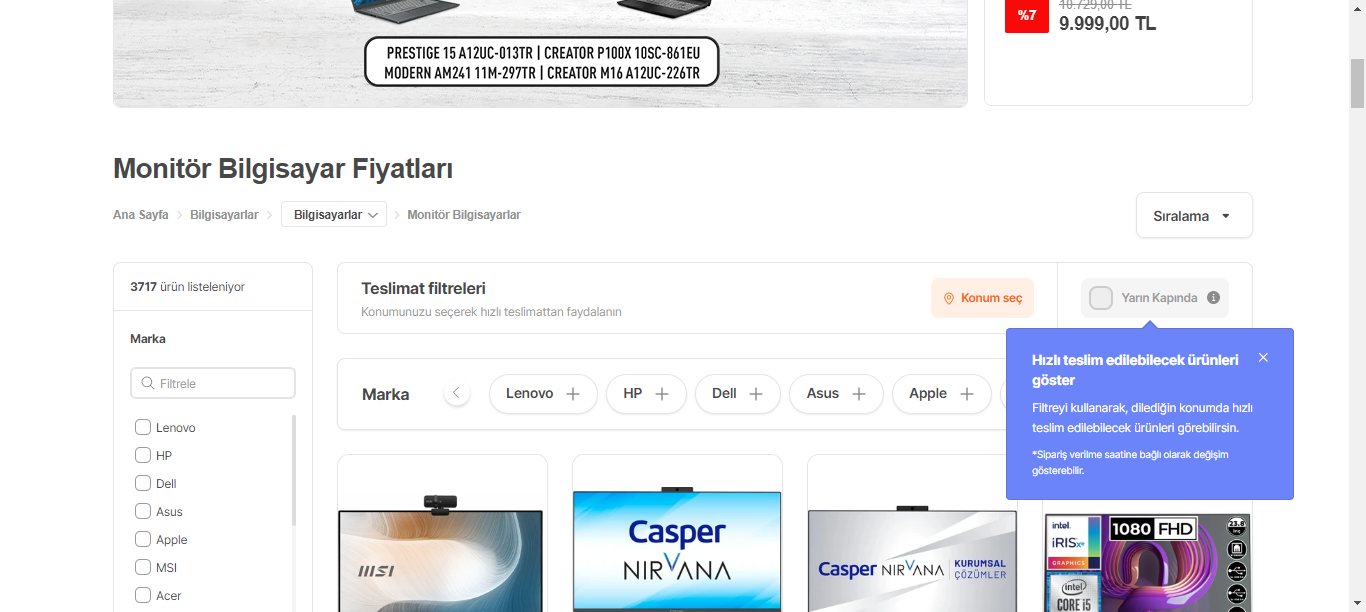 PRESTIGE 15 A12UC-013TR | CREATOR P100X 10SC-861EU
MODERN AM241 11M-297TR | CREATOR M16 A12UC-226TR
%7
10.729,00 TL
9.999,00 TL
Monitör Bilgisayar Fiyatları
Ana Sayfa
Bilgisayarlar
Bilgisayarlar
Monitör Bilgisayarlar
Sıralama
3717 ürün listeleniyor
Marka
Filtrele
Lenovo
HP
Dell
Asus
Apple
MSI
Acer
Teslimat filtreleri
Konumunuzu seçerek hızlı teslimattan faydalanın
Konum seç
Yarın Kapında
Hızlı teslim edilebilecek ürünleri
göster
Filtreyi kullanarak, dilediğin konumda hızlı
teslim edilebilecek ürünleri görebilirsin.
*Sipariş verilme saatine bağlı olarak değişim
gösterebilir.
Marka
Lenovo
HP
Dell
Asus
Apple
msi
Casper
NIRVANA
Casper NIRVANA
KURUMSAL
ÇÖZÜMLER
intel.
iRIS Xe
GRAPHICS
intel
CORE i5
1080 FHD
23.8